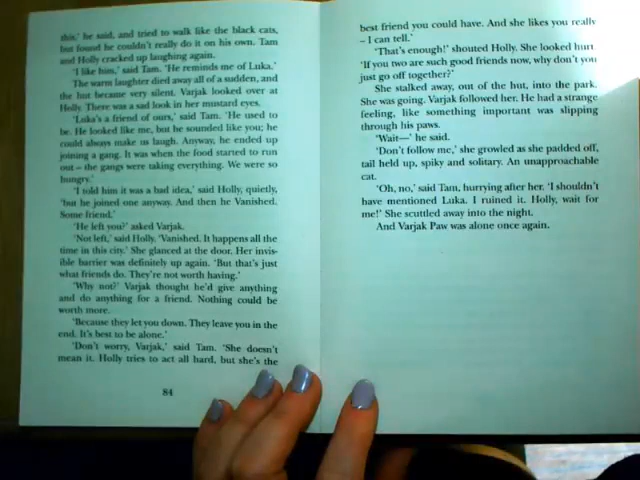 this,' he said, and tried to walk like the black cats,
but found he couldn't really do it on his own. Tam
and Holly cracked up laughing again.
'I like him,' said Tam. 'He reminds me of Luka.'
The warm laughter died away all of a sudden, and
the hut became very silent. Varjak looked over at
Holly. There was a sad look in her mustard eyes.
'Luka's a friend of ours,' said Tam. 'He used to
be. He looked like me, but he sounded like you; he
could always make us laugh. Anyway, he ended up
joining a gang. It was when the food started to run
out – the gangs were taking everything. We were so
hungry.'
'I told him it was a bad idea,' said Holly, quietly,
'but he joined one anyway. And then he Vanished.
Some friend.'
'He left you?' asked Varjak.
'Not left,' said Holly. 'Vanished. It happens all the
time in this city.' She glanced at the door. Her invis-
ible barrier was definitely up again. 'But that's just
what friends do. They're not worth having.'
'Why not?' Varjak thought he'd give anything
and do anything for a friend. Nothing could be
worth more.
'Because they let you down. They leave you in the
end. It's best to be alone.'
'Don't worry, Varjak,' said Tam. 'She doesn't
mean it. Holly tries to act all hard, but she's the
84
best friend you could have. And she likes you really
– I can tell.'
'That's enough!' shouted Holly. She looked hurt.
'If you two are such good friends now, why don't you
just go off together?'
She stalked away, out of the hut, into the park.
She was going. Varjak followed her. He had a strange
feeling, like something important was slipping
through his paws.
'Wait—' he said.
'Don't follow me,' she growled as she padded off,
tail held up, spiky and solitary. An unapproachable
cat.
'Oh, no,' said Tam, hurrying after her. 'I shouldn't
have mentioned Luka. I ruined it. Holly, wait for
me!' She scuttled away into the night.
And Varjak Paw was alone once again.